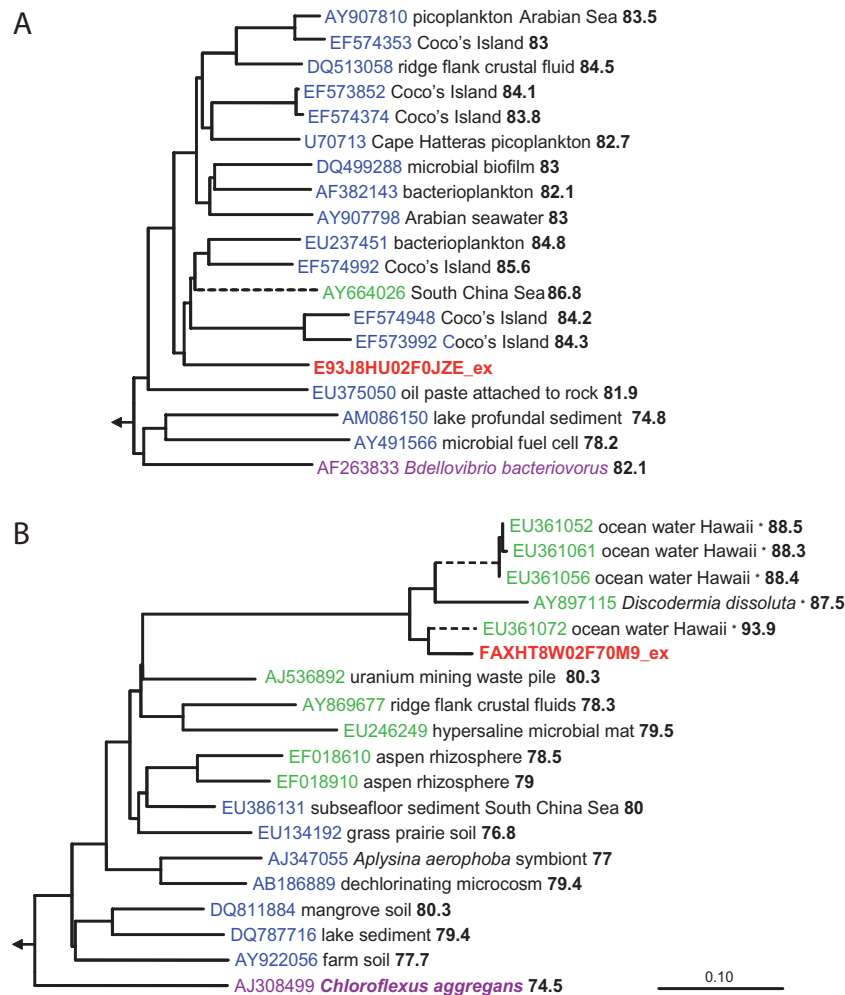 A
AY907810 picoplankton Arabian Sea 83.5
EF574353 Coco's Island 83
DQ513058 ridge flank crustal fluid 84.5
EF573852 Coco's Island 84.1
EF574374 Coco's Island 83.8
U70713 Cape Hatteras picoplankton 82.7
DQ499288 microbial biofilm 83
AF382143 bacterioplankton 82.1
AY907798 Arabian seawater 83
EU237451 bacterioplankton 84.8
EF574992 Coco's Island 85.6
AY664026 South China Sea 86.8
EF574948 Coco's Island 84.2
EF573992 Coco's Island 84.3
E93J8HU02F0JZE_ex
EU375050 oil paste attached to rock 81.9
AM086150 lake profundal sediment 74.8
AY491566 microbial fuel cell 78.2
AF263833 Bdellovibrio bacteriovorus 82.1
B
EU361052 ocean water Hawaii * 88.5
EU361061 ocean water Hawaii * 88.3
EU361056 ocean water Hawaii * 88.4
AY897115 Discodermia dissoluta * 87.5
EU361072 ocean water Hawaii * 93.9
FAXHT8W02F70M9_ex
AJ536892 uranium mining waste pile 80.3
AY869677 ridge flank crustal fluids 78.3
EU246249 hypersaline microbial mat 79.5
EF018610 aspen rhizosphere 78.5
EF018910 aspen rhizosphere 79
EU386131 subseafloor sediment South China Sea 80
EU134192 grass prairie soil 76.8
AJ347055 Aplysina aerophoba symbiont 77
AB186889 dechlorinating microcosm 79.4
DQ811884 mangrove soil 80.3
DQ787716 lake sediment 79.4
AY922056 farm soil 77.7
AJ308499 Chloroflexus aggregans 74.5
0.10